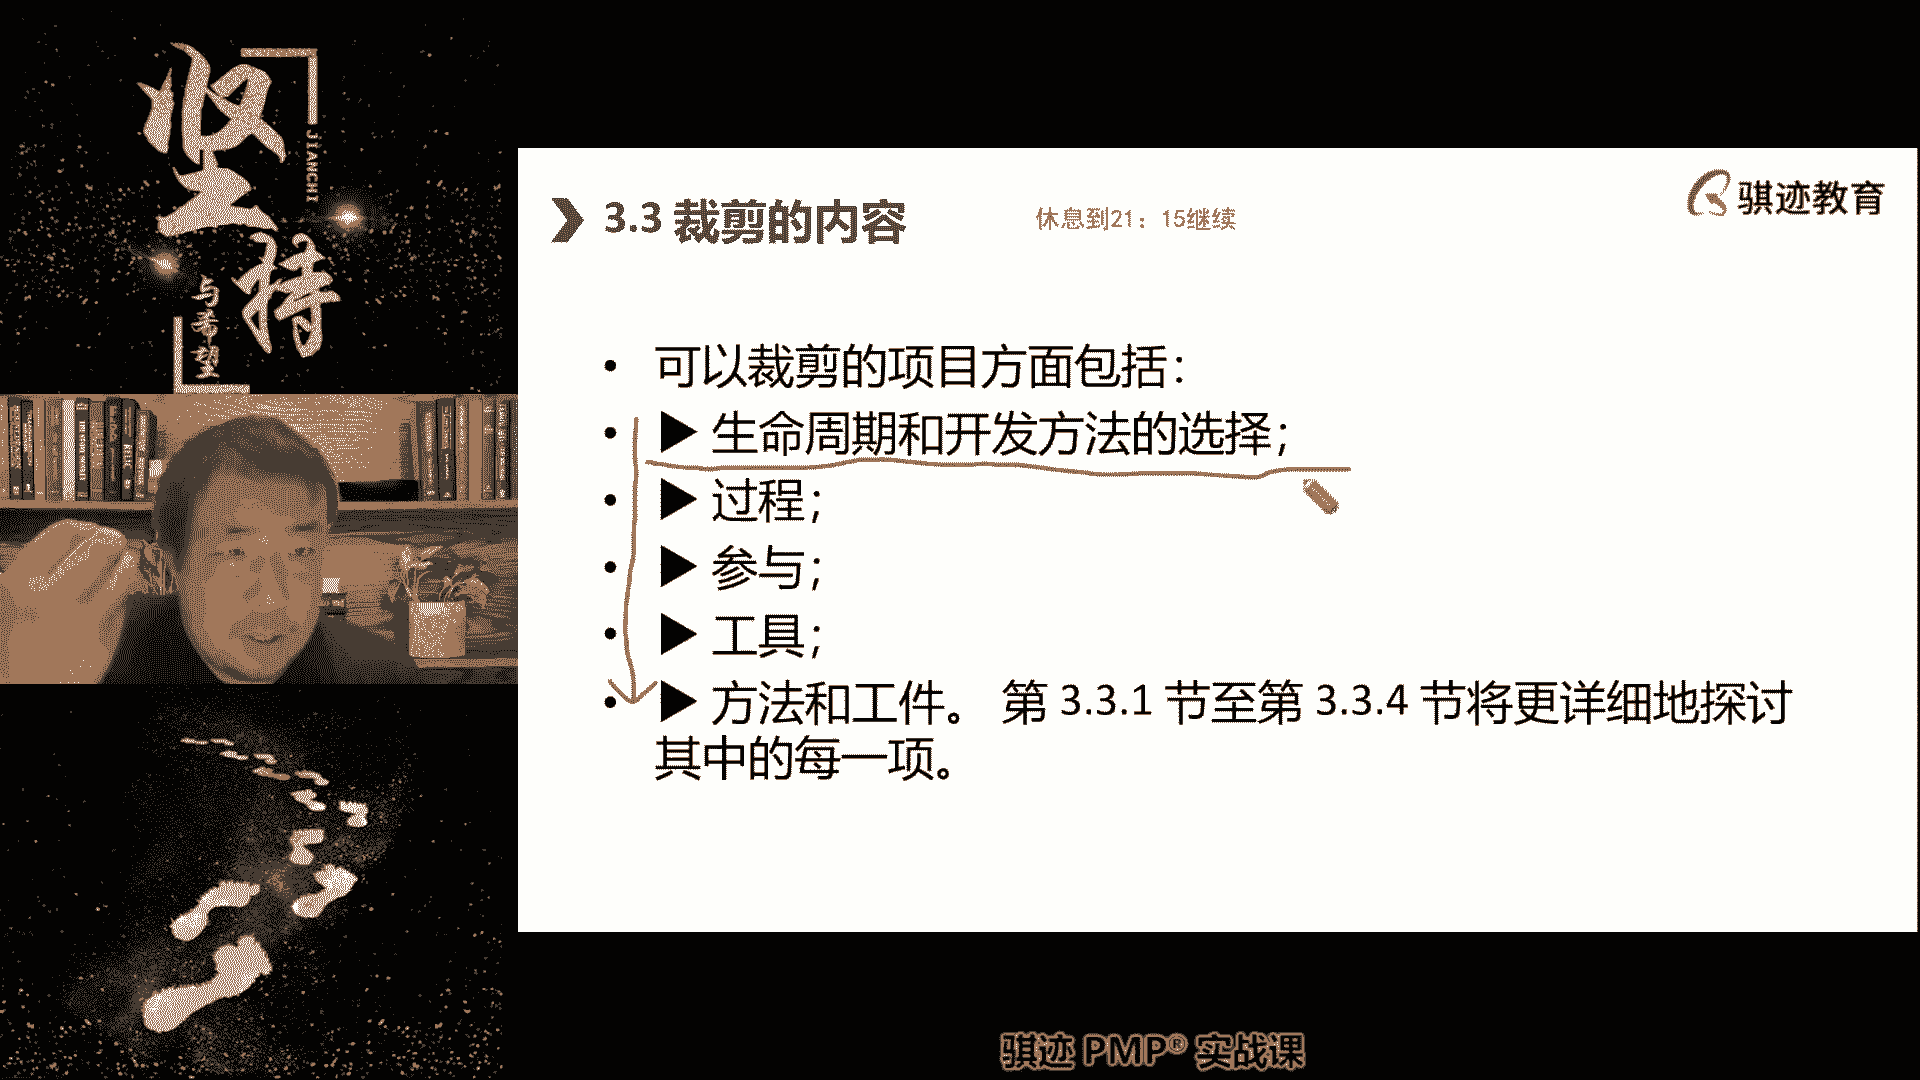 坚持
JIANCHI
与希望
3.3 裁剪的内容
休息到21：15继续
骐迹教育
• 可以裁剪的项目方面包括：
• ▶ 生命周期和开发方法的选择；
• ▶ 过程；
• ▶ 参与；
• ▶ 工具；
• ▶ 方法和工件。 第 3.3.1 节至第 3.3.4 节将更详细地探讨
其中的每一项。
骐迹 PMP® 实战课